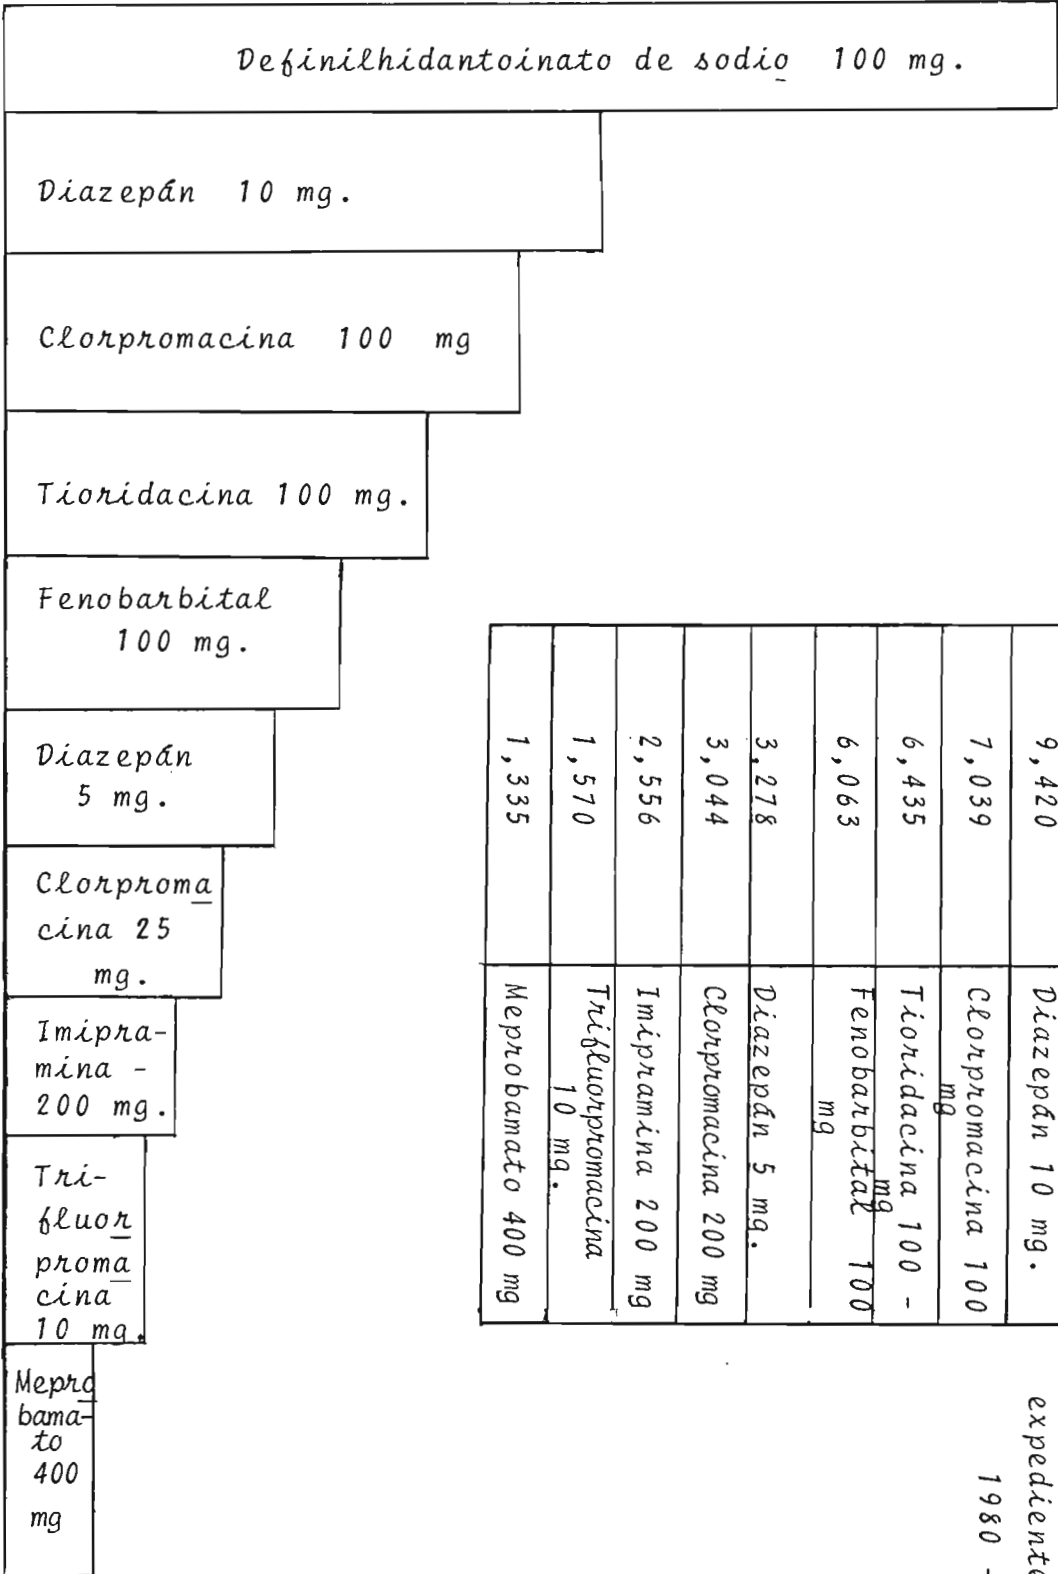 Definilhidantoinato de sodio 100 mg.
Diazepán 10 mg.
Clorpromacina 100 mg
Tioridacina 100 mg.
Fenobarbital
100 mg.
Diazepán
5 mg.
Clorproma
cina 25
mg.
Imipra-
mina -
200 mg.
Tri-
fluor
proma
cina
10 mg.
Mepro
bama-
to
400
mg
9,420 Diazepán 10 mg.
7,039 Clorpromacina 100
mg
6,435 Tioridacina 100 -
mg
6,063 Fenobarbital 100
mg
3,278 Diazepán 5 mg.
3,044 Clorpromacina 200 mg
2,556 Imipramina 200 mg
1,570 Trifluorpromacina
10 mg.
1,335 Meprobamato 400 mg
expediente
1980 -